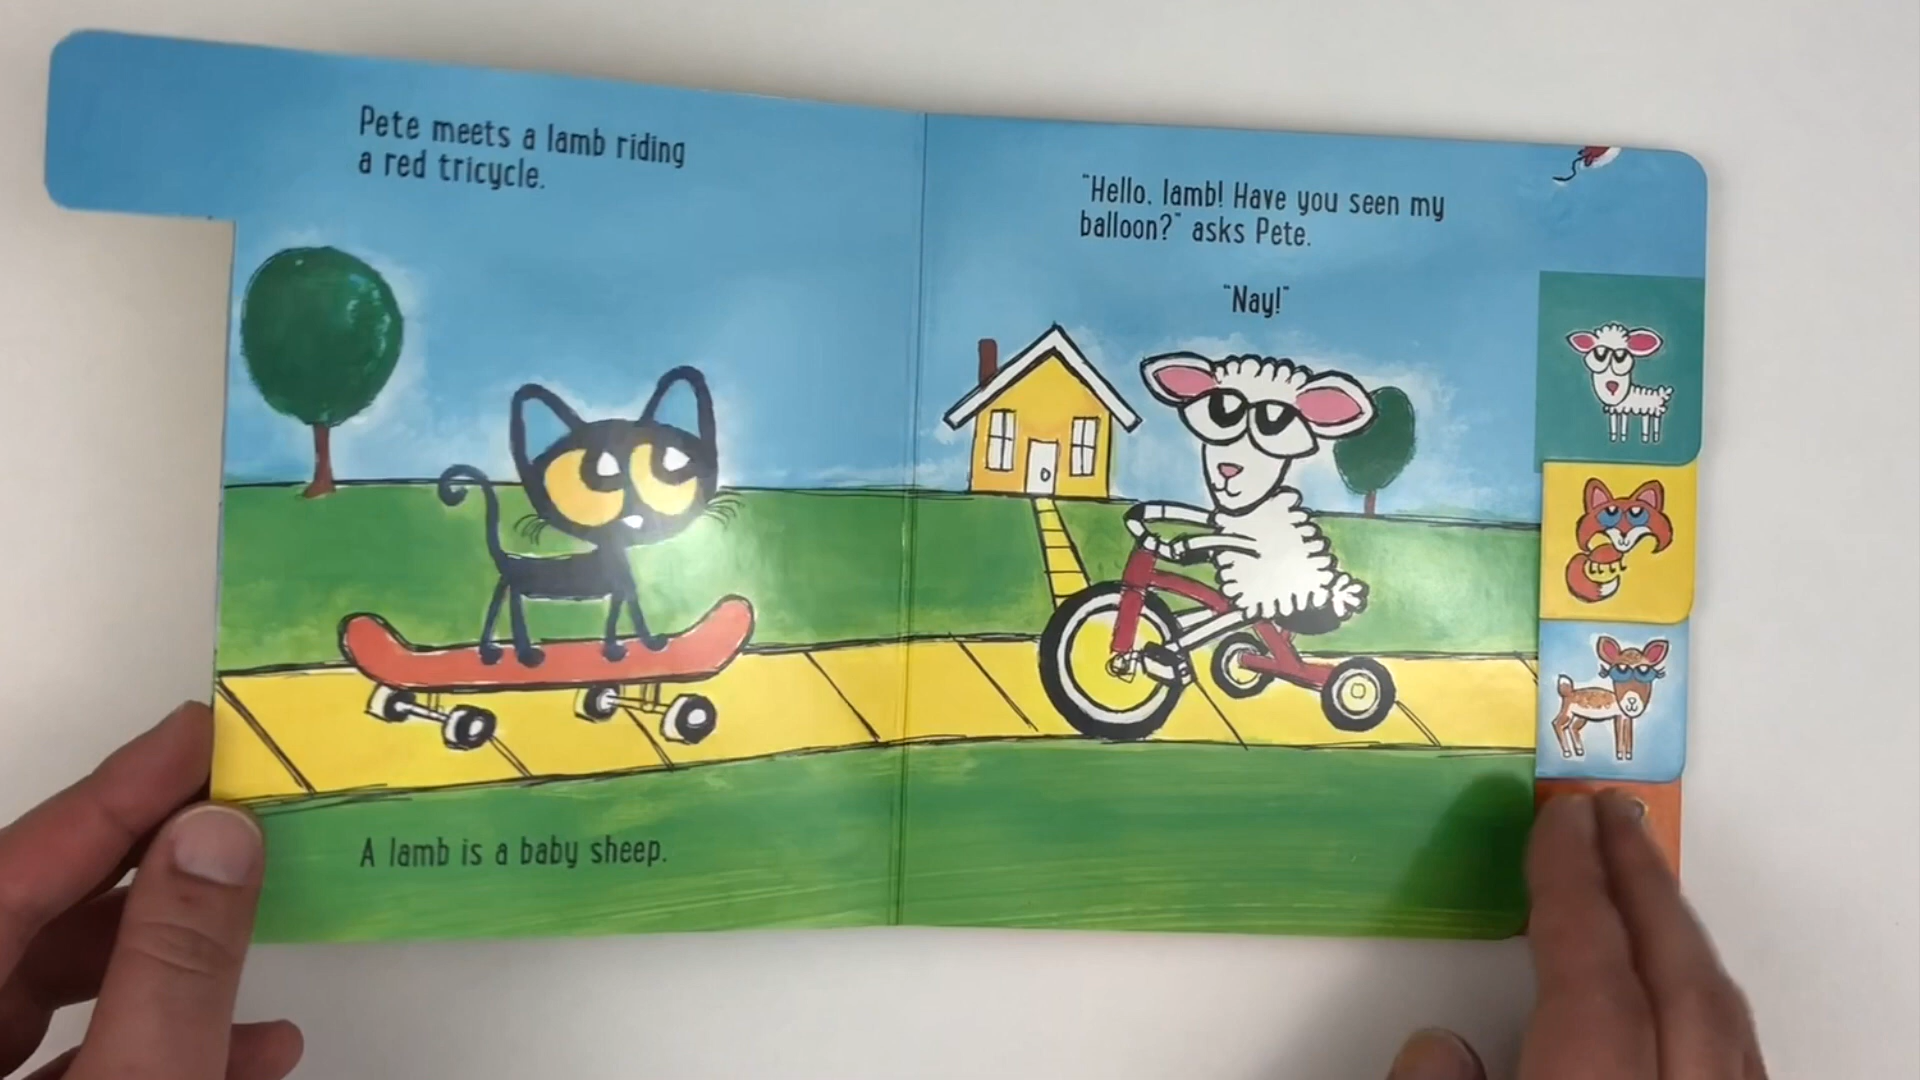 Pete meets a lamb riding
a red tricycle.
A lamb is a baby sheep.
"Hello, lamb! Have you seen my
balloon?" asks Pete.
"Nay!"